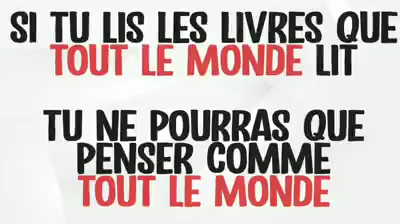 SI TU LIS LES LIVRES QUE
TOUT LE MONDE LIT
TU NE POURRAS QUE
PENSER COMME
TOUT LE MONDE